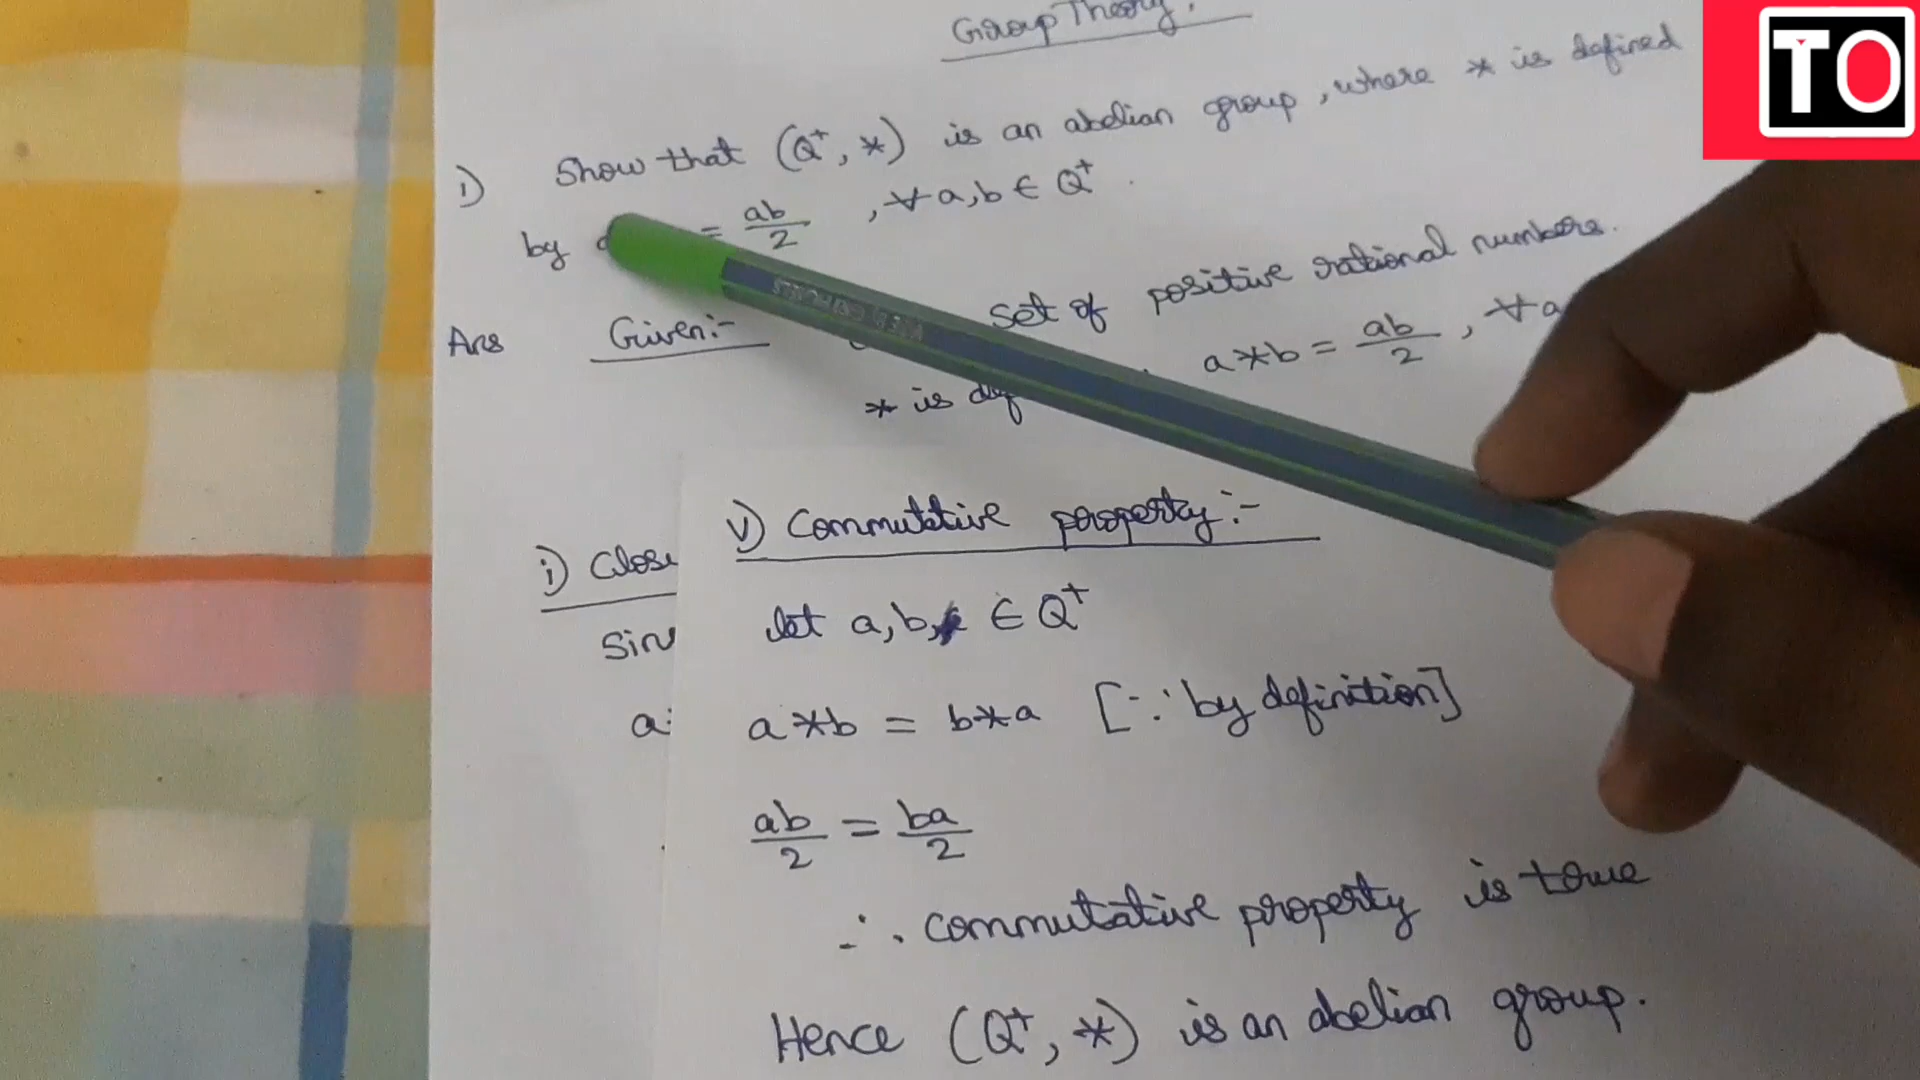 Group Theory.
TO
1) Show that (Q⁺, *) is an abelian group, where * is defined
by = ab/2 , ∀ a,b ∈ Q⁺.
Ans Given:- set of positive rational numbers.
* is a*b = ab/2 , ∀ a
i)
v) Commutative property:-
let a, b, ∈ Q⁺
a*b = b*a [∵ by definition]
ab/2 = ba/2
∴ commutative property is true
Hence (Q⁺, *) is an abelian group.